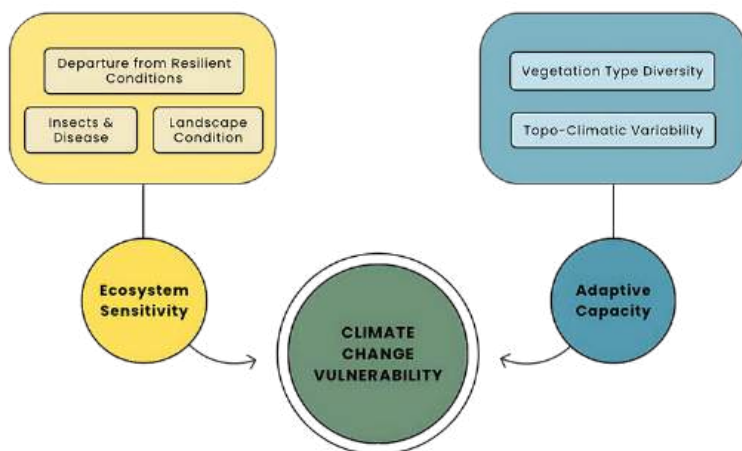 Departure from Resilient
Conditions
Insects &
Disease
Landscape
Condition
Vegetation Type Diversity
Topo-Climatic Variability
Ecosystem
Sensitivity
Adaptive
Capacity
CLIMATE
CHANGE
VULNERABILITY